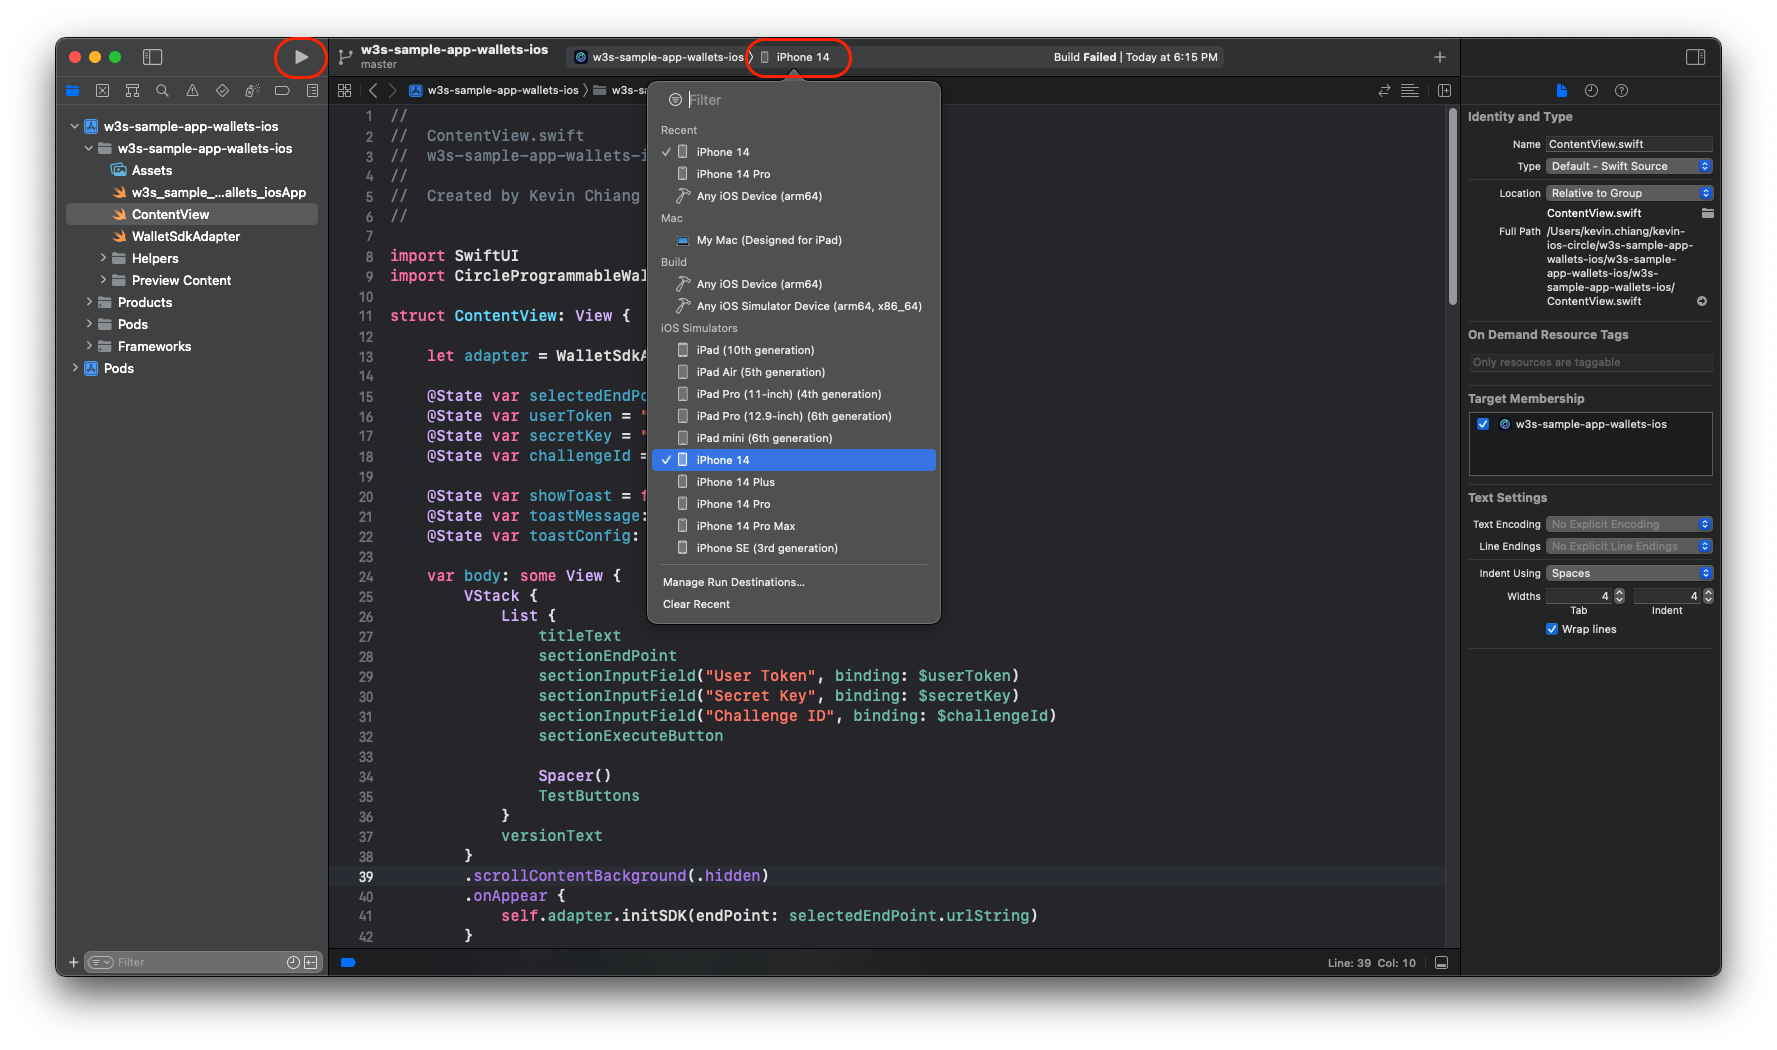 w3s-sample-app-wallets-ios
master
w3s-sample-app-wallets-ios
iPhone 14
Build Failed | Today at 6:15 PM
w3s-sample-app-wallets-ios
w3s-sample-app-wallets-ios
Assets
w3s_sample_...allets_iosApp
ContentView
WalletSdkAdapter
Helpers
Preview Content
Products
Pods
Frameworks
Pods
Filter
w3s-sample-app-wallets-ios
w3s
1 //
2 //  ContentView.swift
3 //  w3s-sample-app-wallets-i
4 //
5 //  Created by Kevin Chiang
6 //
7
8 import SwiftUI
9 import CircleProgrammableWal
10
11 struct ContentView: View {
12
13 let adapter = WalletSdkA
14
15 @State var selectedEndPo
16 @State var userToken = "
17 @State var secretKey = "
18 @State var challengeId =
19
20 @State var showToast = f
21 @State var toastMessage:
22 @State var toastConfig:
23
24 var body: some View {
25 VStack {
26 List {
27 titleText
28 sectionEndPoint
29 sectionInputField("User Token", binding: $userToken)
30 sectionInputField("Secret Key", binding: $secretKey)
31 sectionInputField("Challenge ID", binding: $challengeId)
32 sectionExecuteButton
33
34 Spacer()
35 TestButtons
36 }
37 versionText
38 }
39 .scrollContentBackground(.hidden)
40 .onAppear {
41 self.adapter.initSDK(endPoint: selectedEndPoint.urlString)
42 }
Filter
Recent
iPhone 14
iPhone 14 Pro
Any iOS Device (arm64)
Mac
My Mac (Designed for iPad)
Build
Any iOS Device (arm64)
Any iOS Simulator Device (arm64, x86_64)
iOS Simulators
iPad (10th generation)
iPad Air (5th generation)
iPad Pro (11-inch) (4th generation)
iPad Pro (12.9-inch) (6th generation)
iPad mini (6th generation)
iPhone 14
iPhone 14 Plus
iPhone 14 Pro
iPhone 14 Pro Max
iPhone SE (3rd generation)
Manage Run Destinations...
Clear Recent
Line: 39 Col: 10
Identity and Type
Name ContentView.swift
Type Default - Swift Source
Location Relative to Group
ContentView.swift
Full Path /Users/kevin.chiang/kevin-
ios-circle/w3s-sample-app-
wallets-ios/w3s-sample-
app-wallets-ios/w3s-
sample-app-wallets-ios/
ContentView.swift
On Demand Resource Tags
Only resources are taggable
Target Membership
w3s-sample-app-wallets-ios
Text Settings
Text Encoding No Explicit Encoding
Line Endings No Explicit Line Endings
Indent Using Spaces
Widths 4 4
Tab Indent
Wrap lines